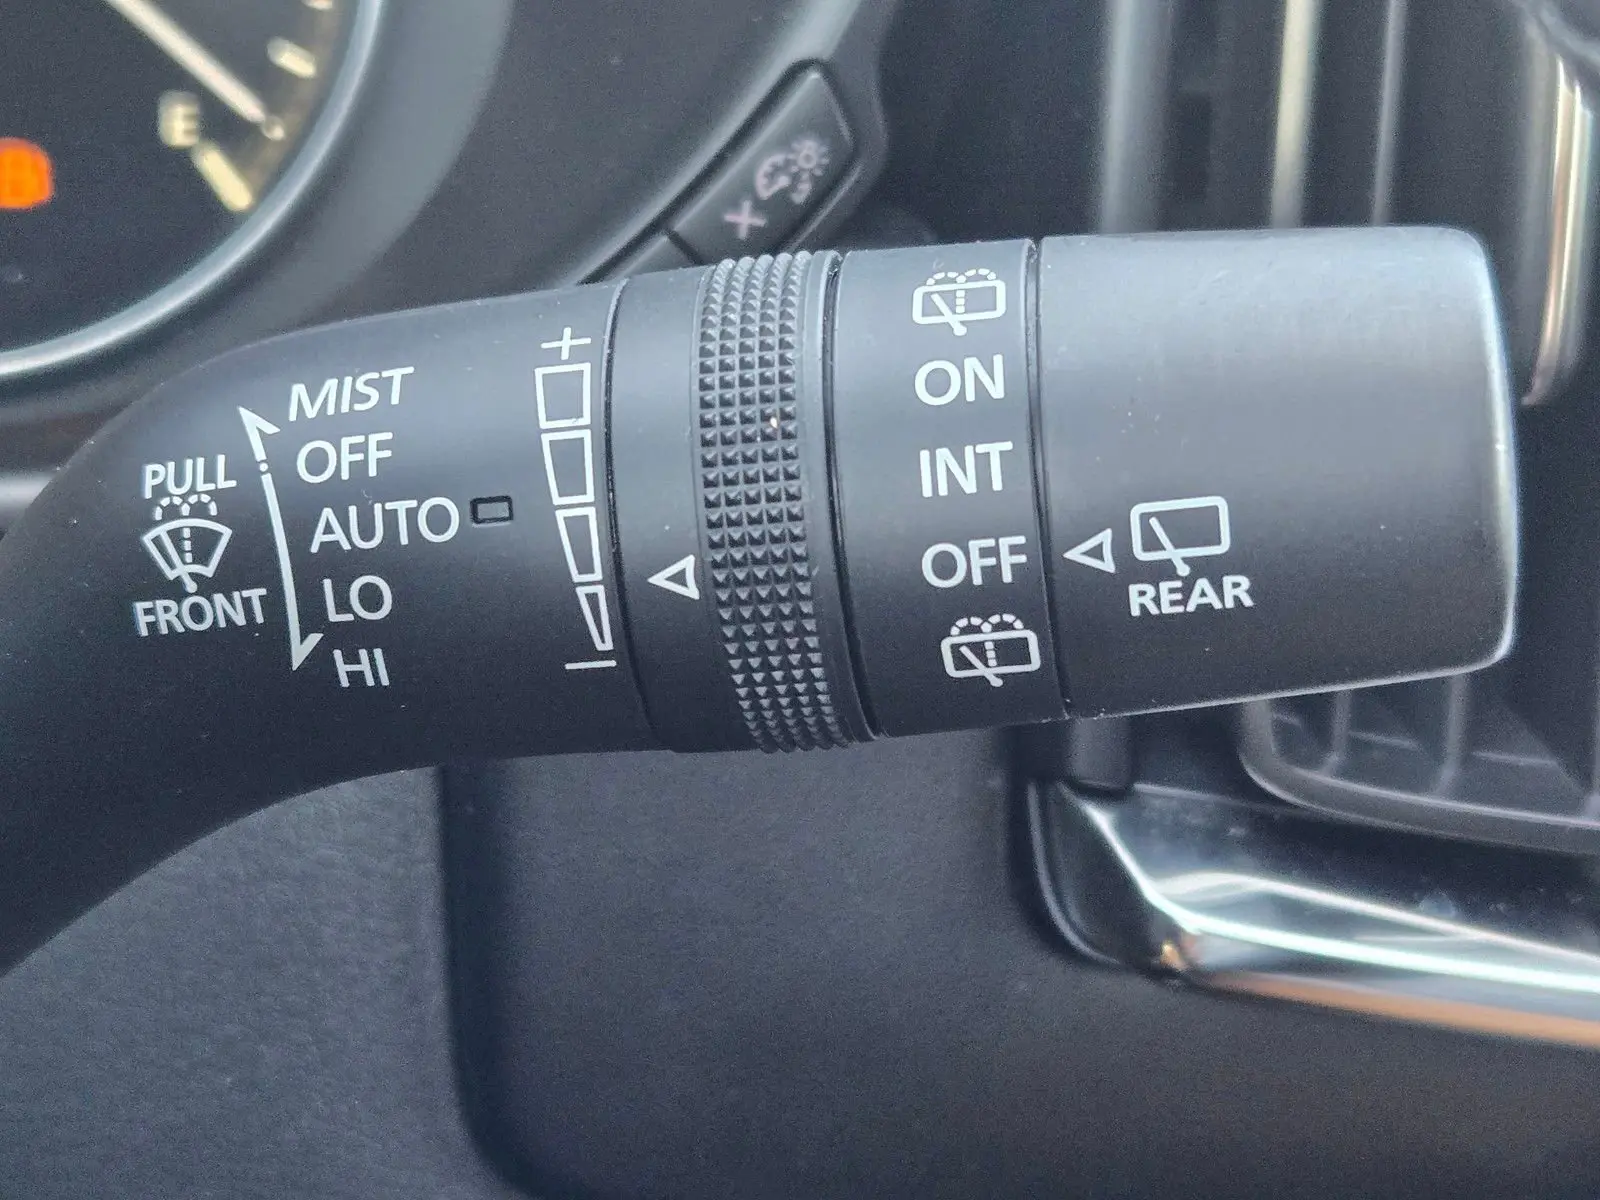 E
MIST
OFF
AUTO
LO
HI
PULL
FRONT
+
−
ON
INT
OFF
REAR